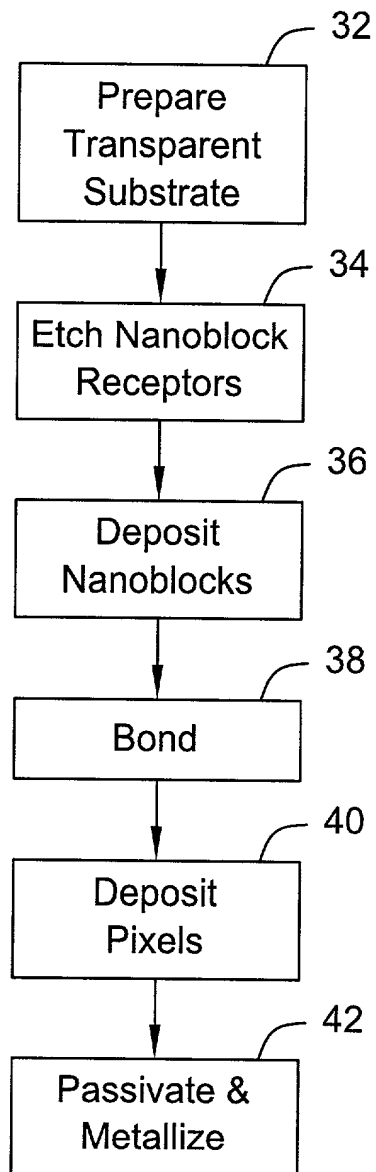 32
Prepare
Transparent
Substrate
34
Etch Nanoblock
Receptors
36
Deposit
Nanoblocks
38
Bond
40
Deposit
Pixels
42
Passivate &
Metallize